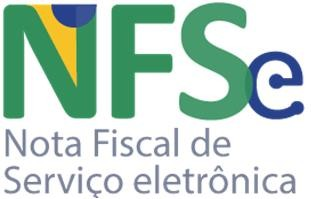 NFSe
Nota Fiscal de
Serviço eletrônica